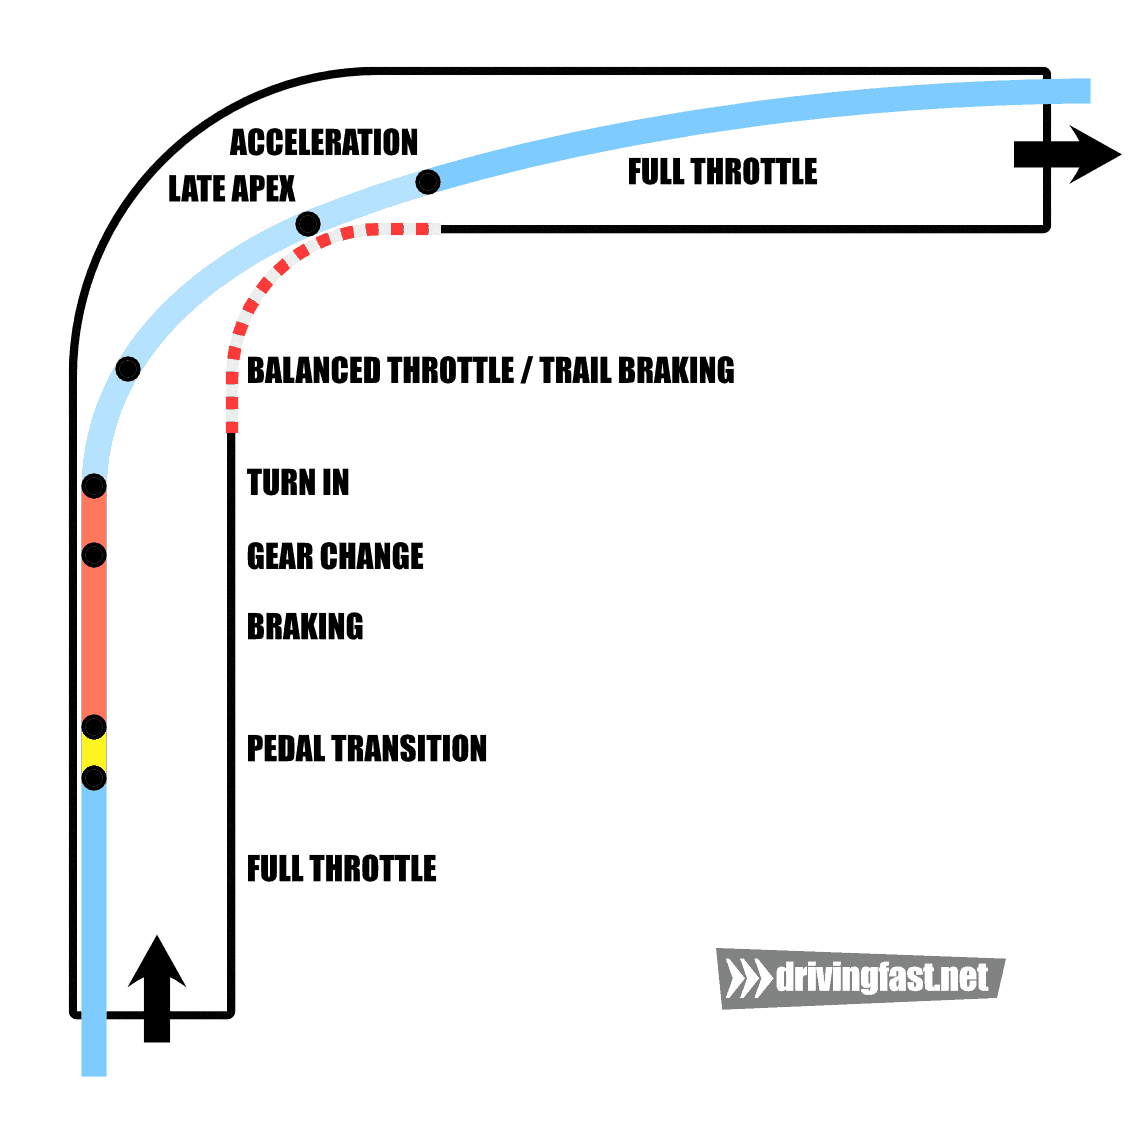 ACCELERATION
LATE APEX
FULL THROTTLE
BALANCED THROTTLE / TRAIL BRAKING
TURN IN
GEAR CHANGE
BRAKING
PEDAL TRANSITION
FULL THROTTLE
drivingfast.net